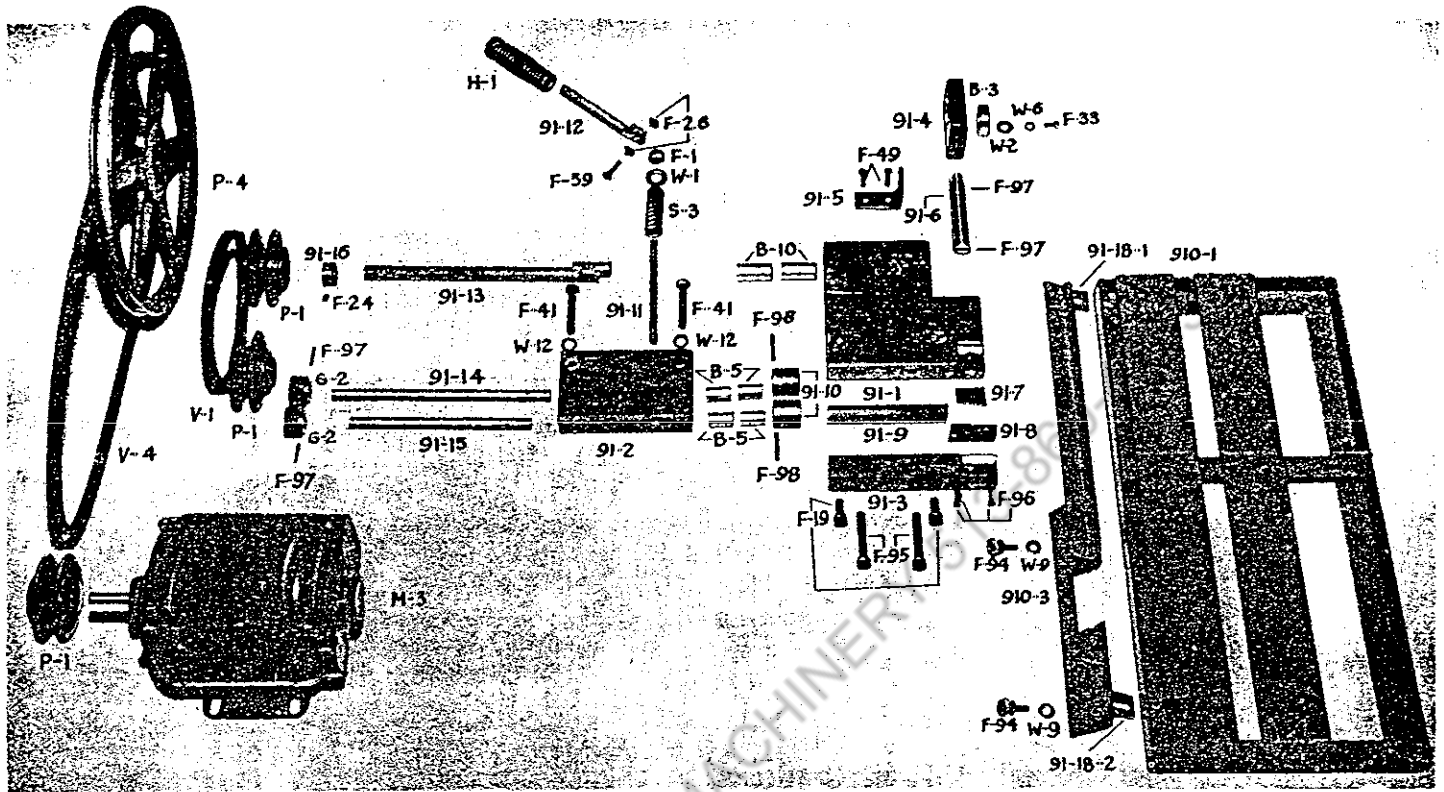 H-1
91-12
F-26
F-1
W-1
F-59
S-3
B-3
W-6
91-4
F-33
W-2
F-49
91-5
91-6
F-97
F-97
P-4
91-16
F-24
91-13
F-41
91-11
F-41
B-10
91-18-1
910-1
P-1
W-12
W-12
F-98
F-97
G-2
91-14
B-5
91-10
91-1
91-7
V-1
P-1
G-2
91-15
91-2
B-5
91-9
91-8
V-4
F-97
F-98
91-3
F-96
F-19
F-95
F-94
W-9
910-3
M-3
P-1
F-94
W-9
91-18-2
MACHINERY